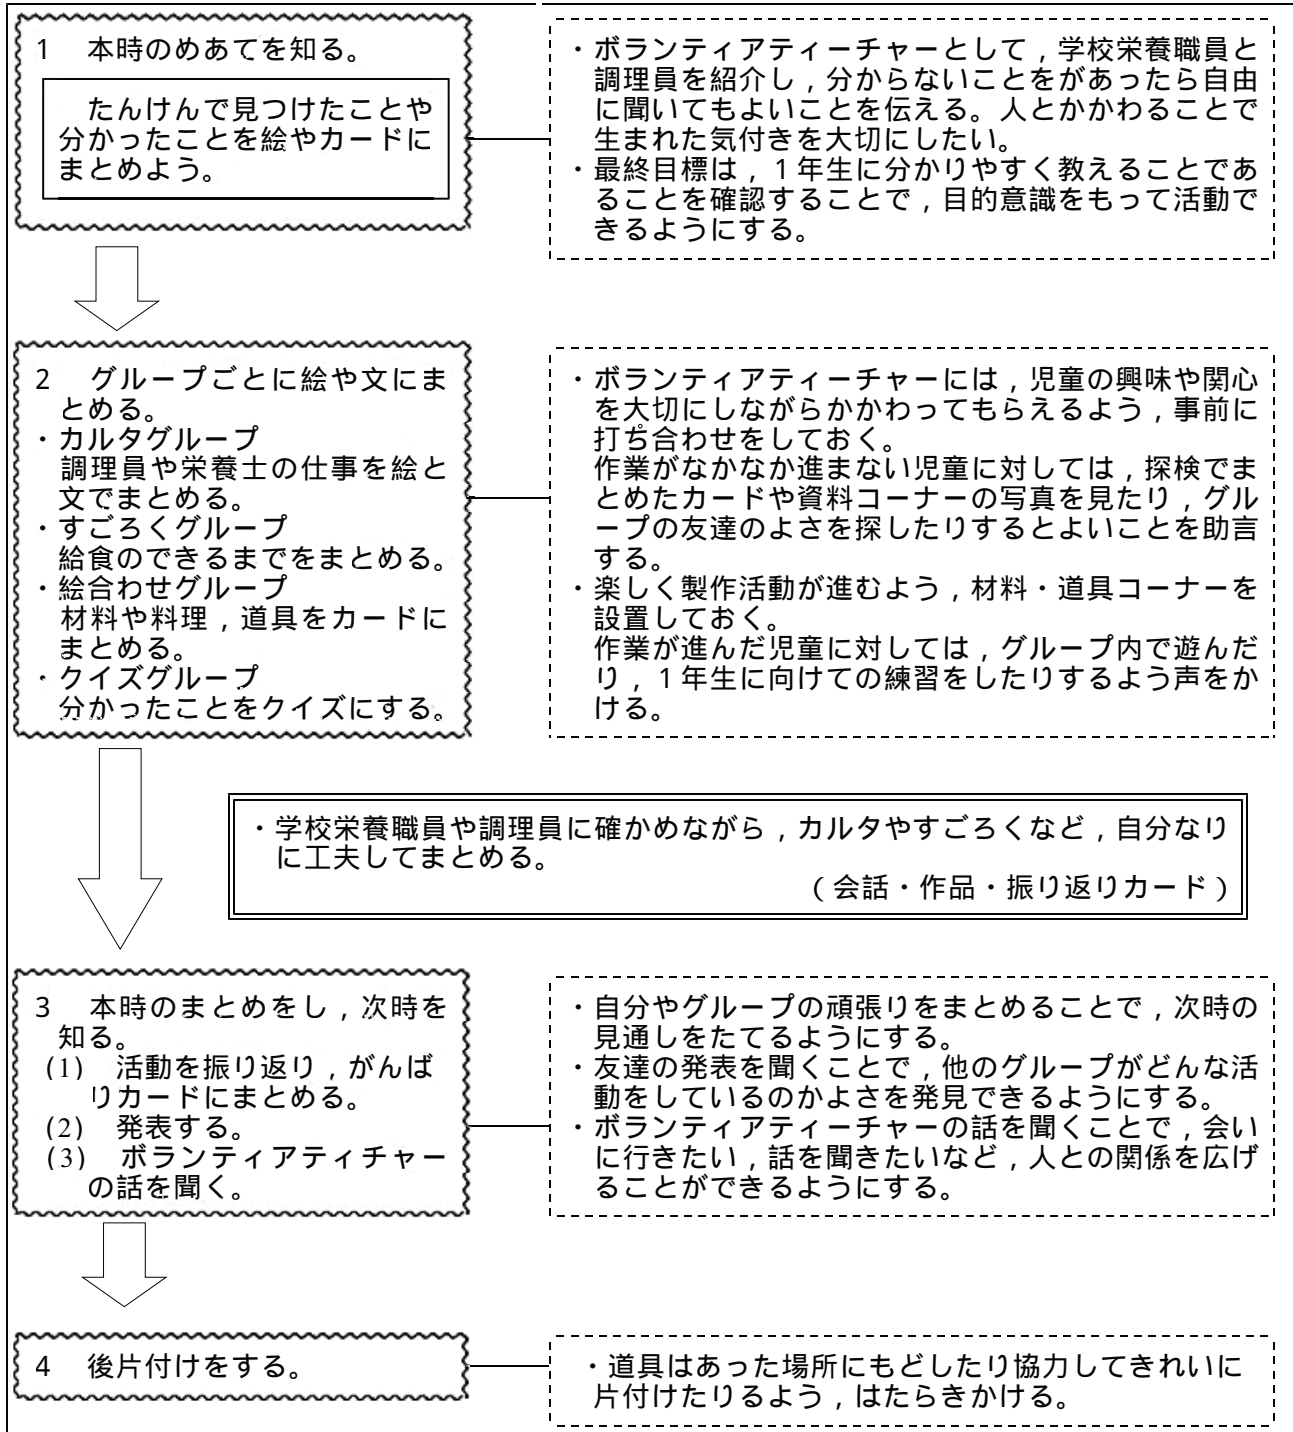 1　本時のめあてを知る。
たんけんで見つけたことや
分かったことを絵やカードに
まとめよう。
・ボランティアティーチャーとして，学校栄養職員と
調理員を紹介し，分からないことをがあったら自由
に聞いてもよいことを伝える。人とかかわることで
生まれた気付きを大切にしたい。
・最終目標は，１年生に分かりやすく教えることであ
ることを確認することで，目的意識をもって活動で
きるようにする。
2　グループごとに絵や文にま
とめる。
・カルタグループ
調理員や栄養士の仕事を絵と
文でまとめる。
・すごろくグループ
給食のできるまでをまとめる。
・絵合わせグループ
材料や料理，道具をカードに
まとめる。
・クイズグループ
分かったことをクイズにする。
・ボランティアティーチャーには，児童の興味や関心
を大切にしながらかかわってもらえるよう，事前に
打ち合わせをしておく。
作業がなかなか進まない児童に対しては，探検でま
とめたカードや資料コーナーの写真を見たり，グル
ープの友達のよさを探したりするとよいことを助言
する。
・楽しく製作活動が進むよう，材料・道具コーナーを
設置しておく。
作業が進んだ児童に対しては，グループ内で遊んだ
り，１年生に向けての練習をしたりするよう声をか
ける。
・学校栄養職員や調理員に確かめながら，カルタやすごろくなど，自分なり
に工夫してまとめる。
（会話・作品・振り返りカード）
3　本時のまとめをし，次時を
知る。
(1)　活動を振り返り，がんば
りカードにまとめる。
(2)　発表する。
(3)　ボランティアティチャー
の話を聞く。
・自分やグループの頑張りをまとめることで，次時の
見通しをたてるようにする。
・友達の発表を聞くことで，他のグループがどんな活
動をしているのかよさを発見できるようにする。
・ボランティアティーチャーの話を聞くことで，会い
に行きたい，話を聞きたいなど，人との関係を広げ
ることができるようにする。
4　後片付けをする。
・道具はあった場所にもどしたり協力してきれいに
片付けたりるよう，はたらきかける。